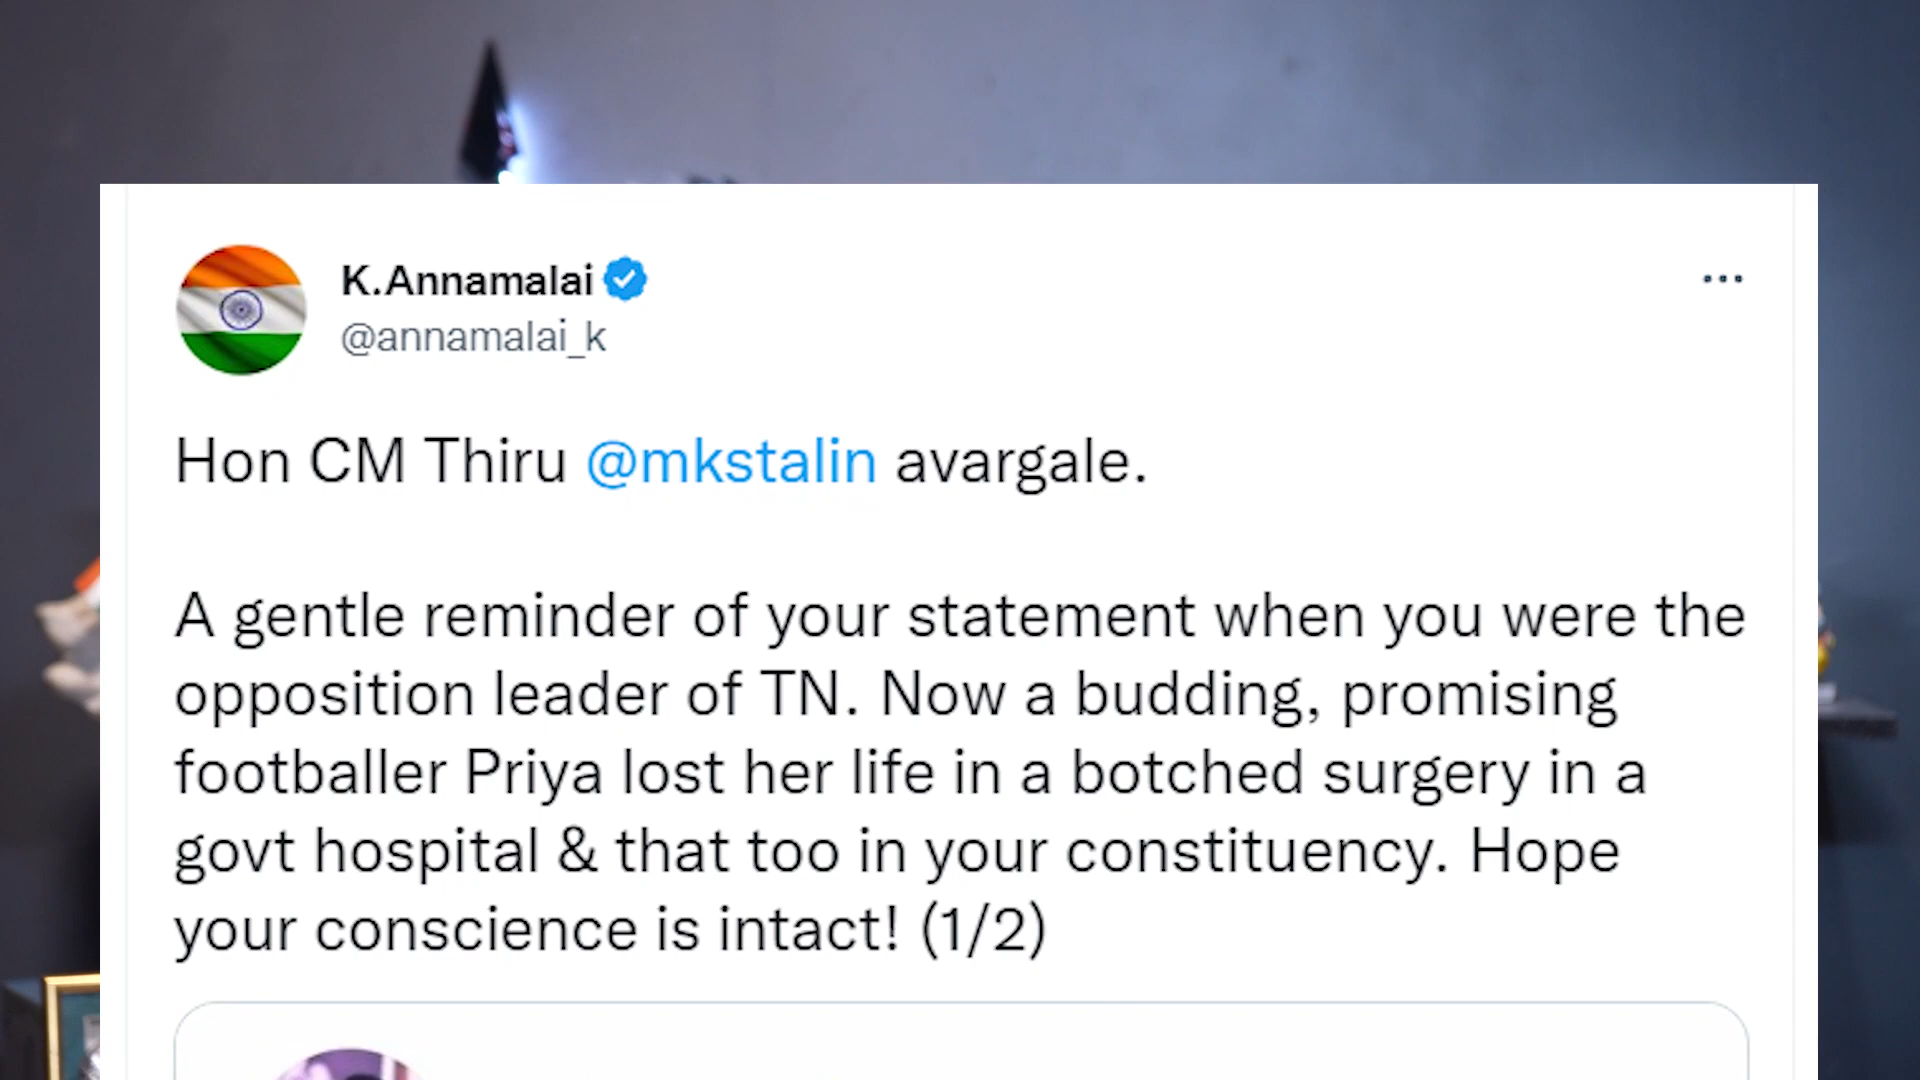 K.Annamalai
@annamalai_k
Hon CM Thiru @mkstalin avargale.
A gentle reminder of your statement when you were the
opposition leader of TN. Now a budding, promising
footballer Priya lost her life in a botched surgery in a
govt hospital & that too in your constituency. Hope
your conscience is intact! (1/2)